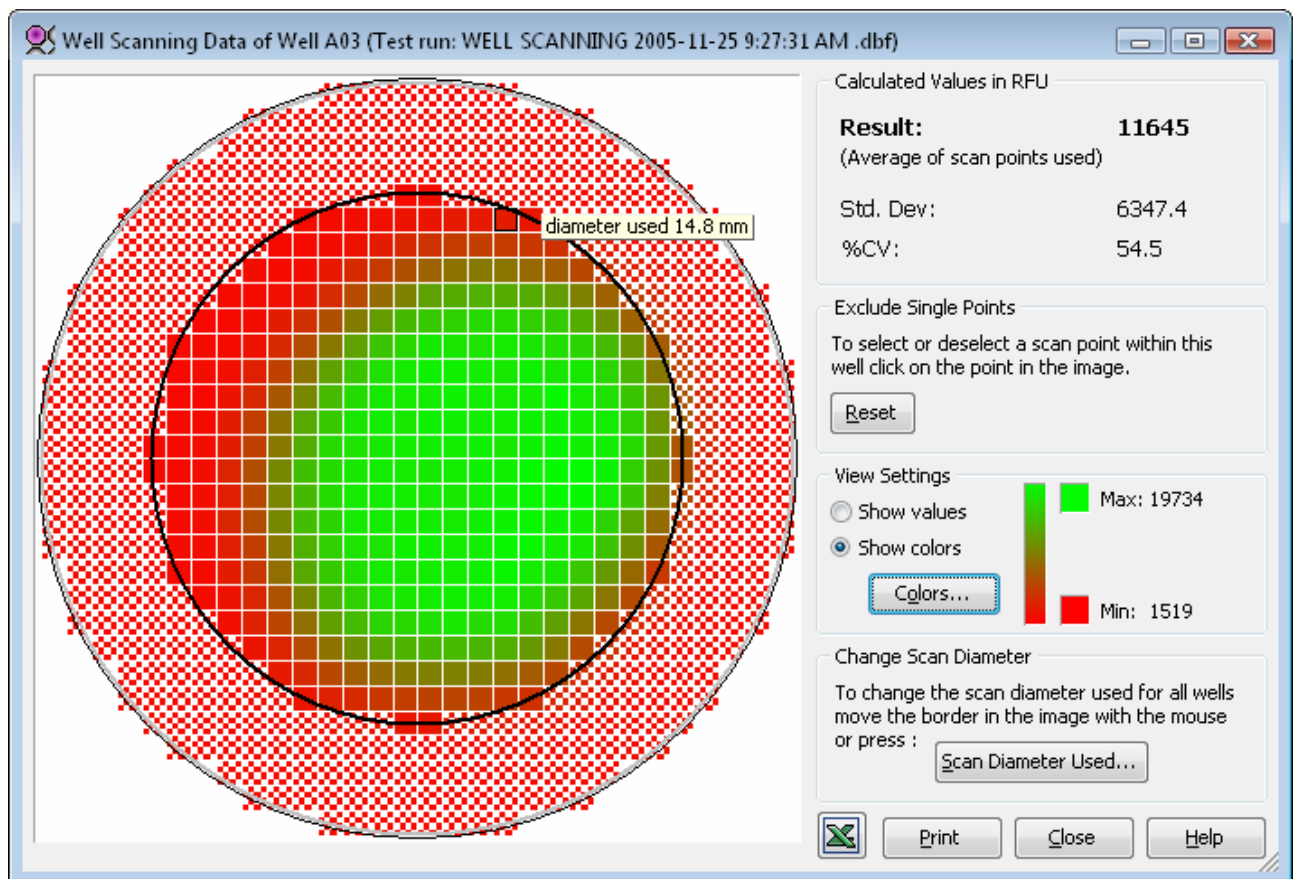 Well Scanning Data of Well A03 (Test run: WELL SCANNING 2005-11-25 9:27:31 AM .dbf)
diameter used 14.8 mm
Calculated Values in RFU
Result: 11645
(Average of scan points used)
Std. Dev: 6347.4
%CV: 54.5
Exclude Single Points
To select or deselect a scan point within this
well click on the point in the image.
Reset
View Settings
Show values
Show colors
Colors...
Max: 19734
Min: 1519
Change Scan Diameter
To change the scan diameter used for all wells
move the border in the image with the mouse
or press :
Scan Diameter Used...
Print Close Help